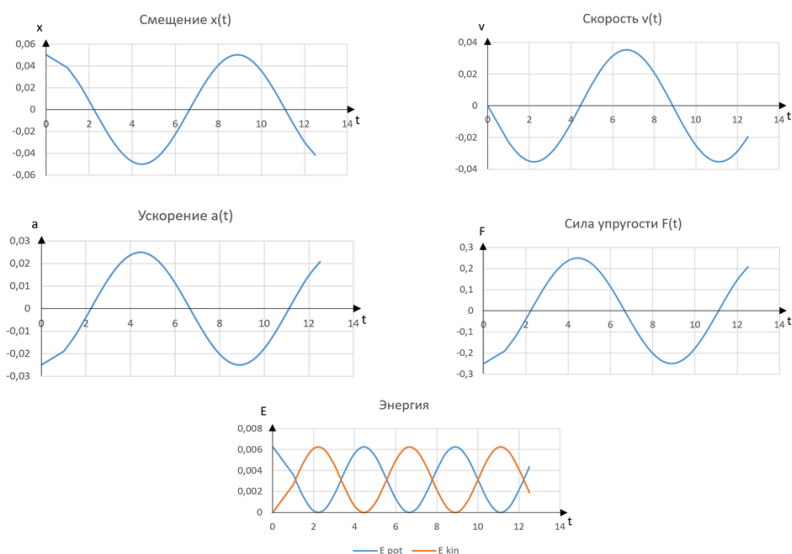 Смещение x(t)
x
0,06
0,04
0,02
0
-0,02
-0,04
-0,06
0 2 4 6 8 10 12 14
t
Скорость v(t)
v
0,04
0,02
0
-0,02
-0,04
0 2 4 6 8 10 12 14
t
Ускорение a(t)
a
0,03
0,02
0,01
0
-0,01
-0,02
-0,03
0 2 4 6 8 10 12 14
t
Сила упругости F(t)
F
0,3
0,2
0,1
0
-0,1
-0,2
-0,3
0 2 4 6 8 10 12 14
t
Энергия
E
0,008
0,006
0,004
0,002
0
0 2 4 6 8 10 12 14
t
E pot E kin